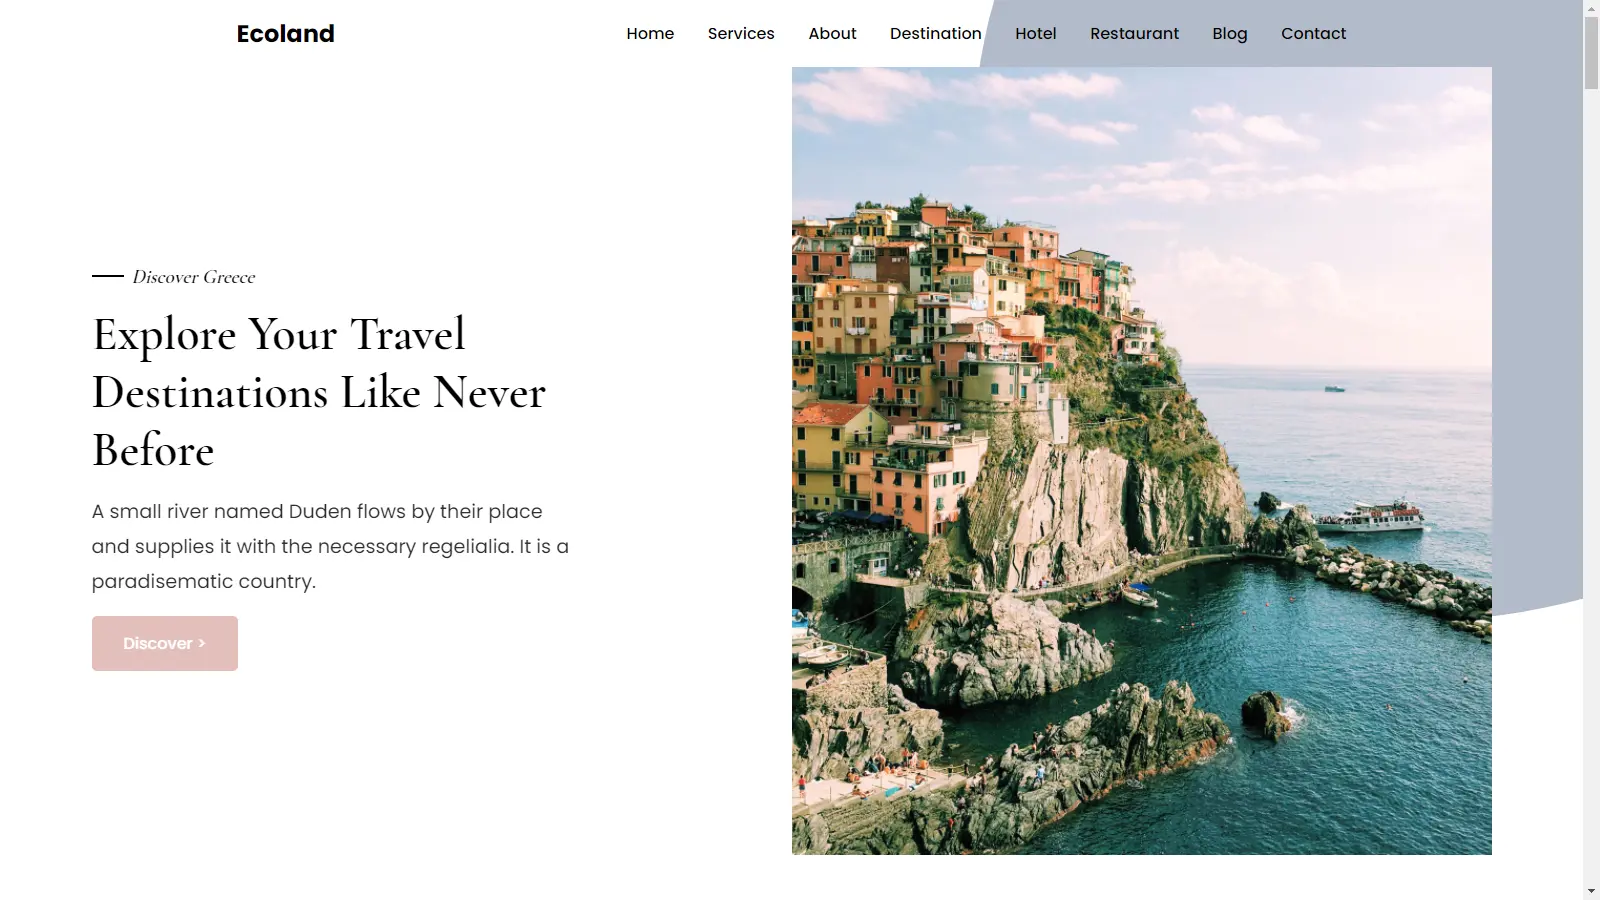 Ecoland
Home Services About Destination Hotel Restaurant Blog Contact
Discover Greece
Explore Your Travel
Destinations Like Never
Before
A small river named Duden flows by their place
and supplies it with the necessary regelialia. It is a
paradisematic country.
Discover >